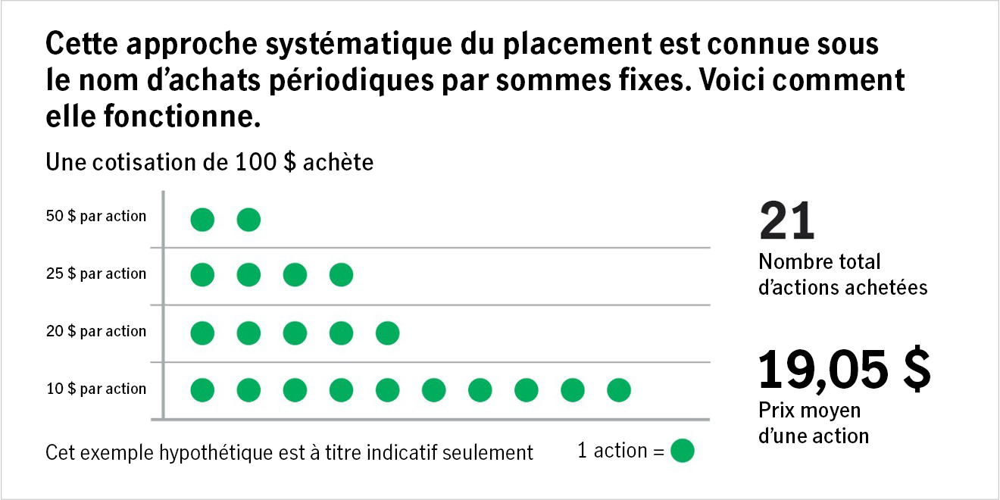 Cette approche systématique du placement est connue sous
le nom d’achats périodiques par sommes fixes. Voici comment
elle fonctionne.
Une cotisation de 100 $ achète
50 $ par action
25 $ par action
20 $ par action
10 $ par action
21
Nombre total
d’actions achetées
19,05 $
Prix moyen
d’une action
Cet exemple hypothétique est à titre indicatif seulement
1 action =